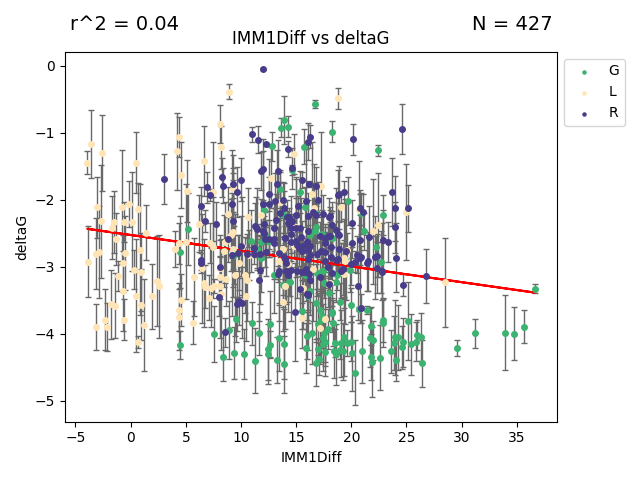 r^2 = 0.04 N = 427
IMM1Diff vs deltaG
G
L
R
0
−1
−2
−3
−4
−5
deltaG
−5 0 5 10 15 20 25 30 35
IMM1Diff